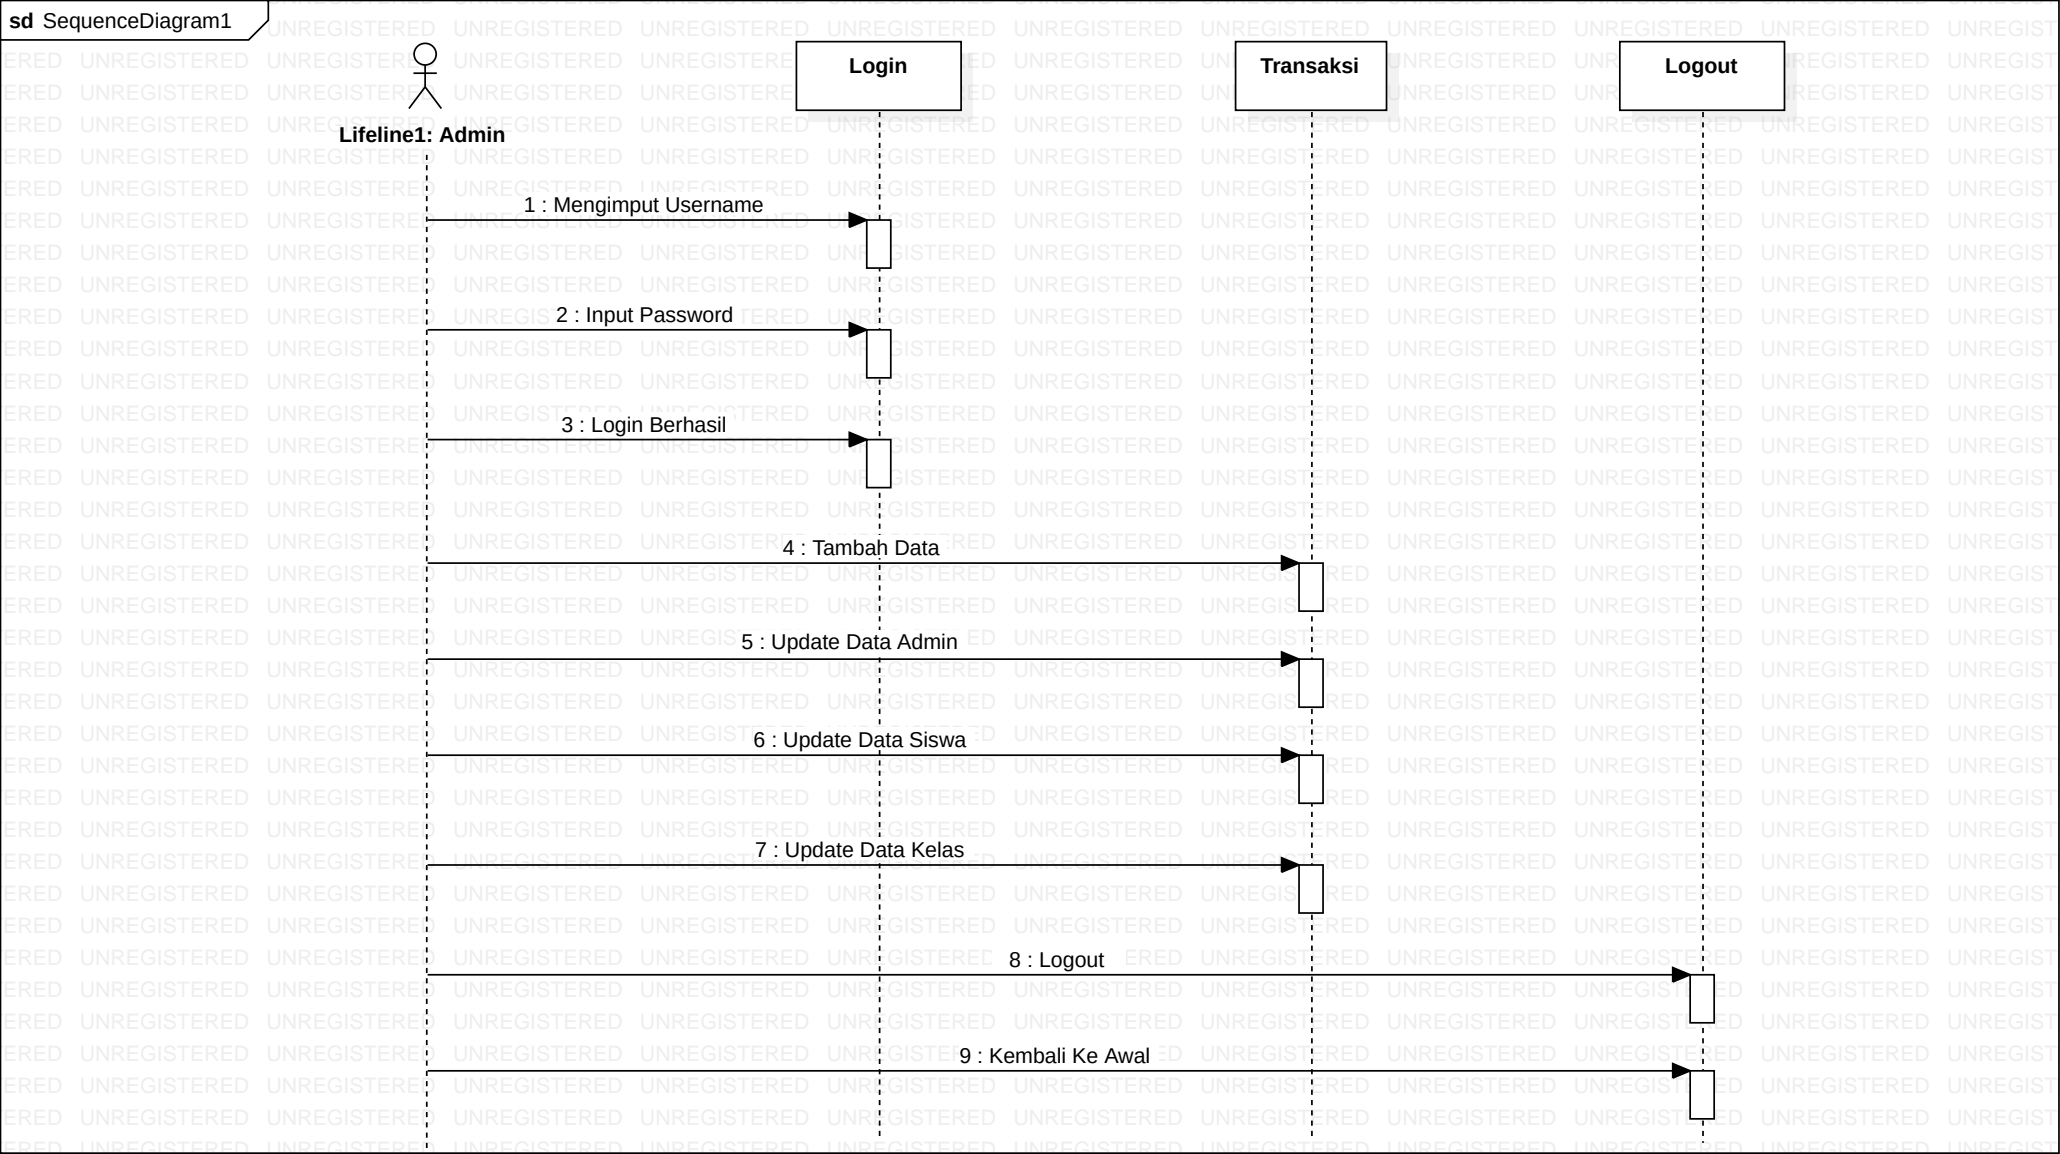 sd SequenceDiagram1
Login
Transaksi
Logout
Lifeline1: Admin
1 : Mengimput Username
2 : Input Password
3 : Login Berhasil
4 : Tambah Data
5 : Update Data Admin
6 : Update Data Siswa
7 : Update Data Kelas
8 : Logout
9 : Kembali Ke Awal
UNREGISTERED